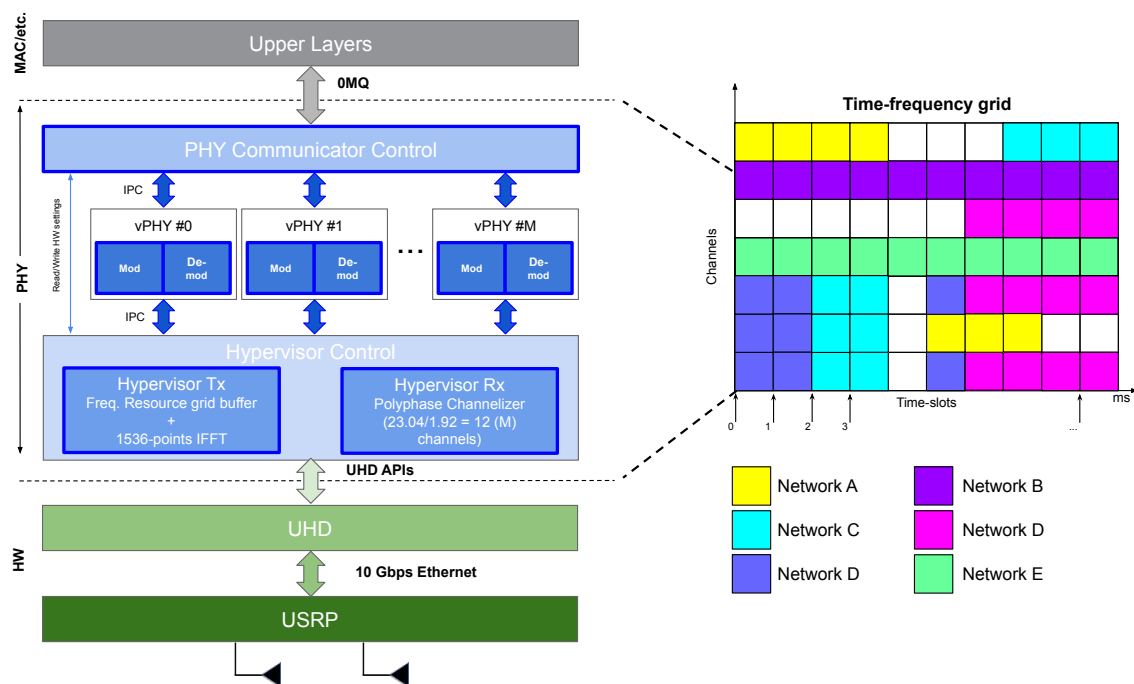 MAC/etc.
Upper Layers
0MQ
PHY
PHY Communicator Control
Read/Write HW settings
IPC
vPHY #0
Mod
De-
mod
vPHY #1
Mod
De-
mod
...
vPHY #M
Mod
De-
mod
IPC
Hypervisor Control
Hypervisor Tx
Freq. Resource grid buffer
+
1536-points IFFT
Hypervisor Rx
Polyphase Channelizer
(23.04/1.92 = 12 (M)
channels)
UHD APIs
HW
UHD
10 Gbps Ethernet
USRP
Time-frequency grid
Channels
Time-slots
ms
0
1
2
3
...
Network A
Network B
Network C
Network D
Network D
Network E